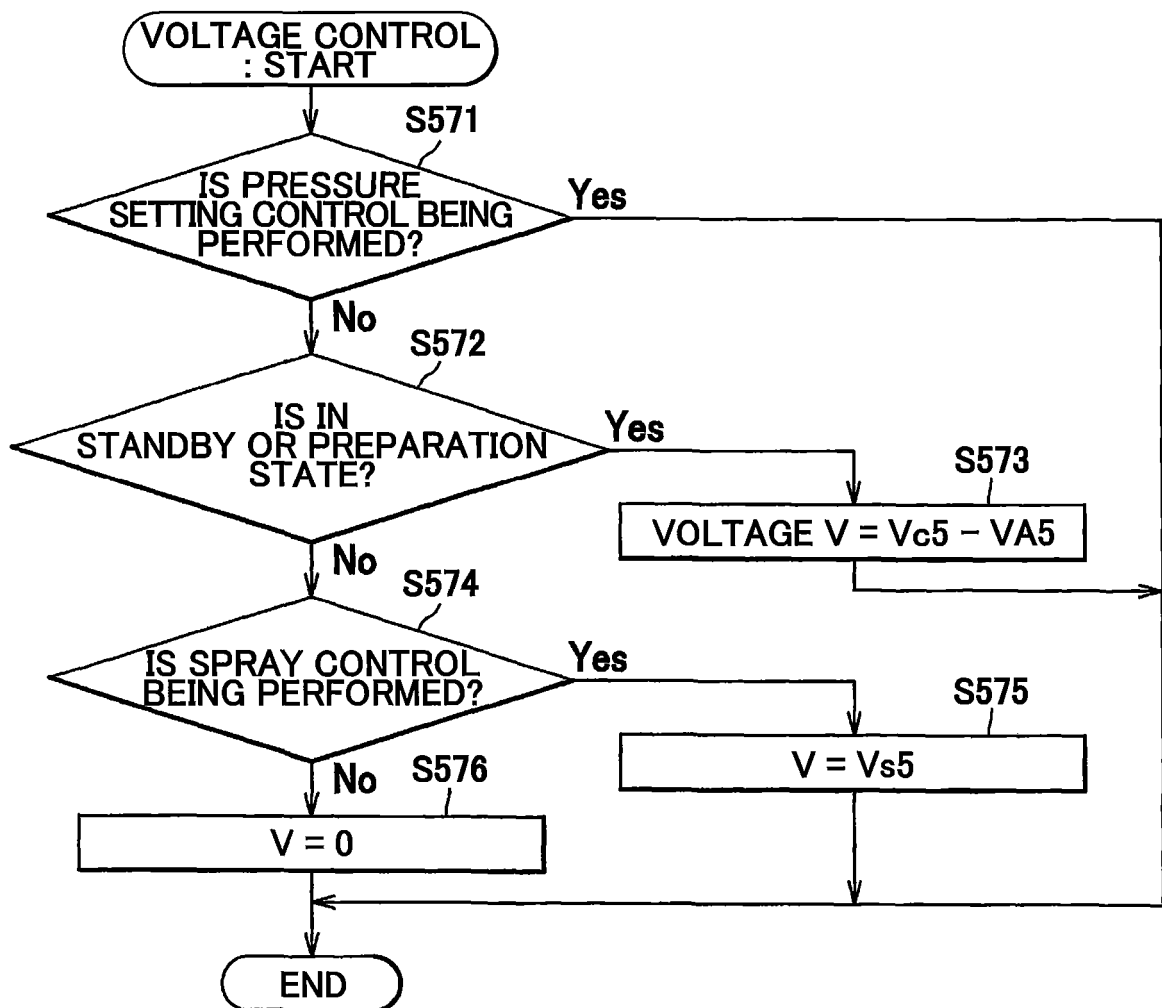 VOLTAGE CONTROL
: START
S571
IS PRESSURE
SETTING CONTROL BEING
PERFORMED?
Yes
No
S572
IS IN
STANDBY OR PREPARATION
STATE?
Yes
S573
VOLTAGE V = Vc5 − VA5
No
S574
IS SPRAY CONTROL
BEING PERFORMED?
Yes
S575
V = Vs5
No
S576
V = 0
END